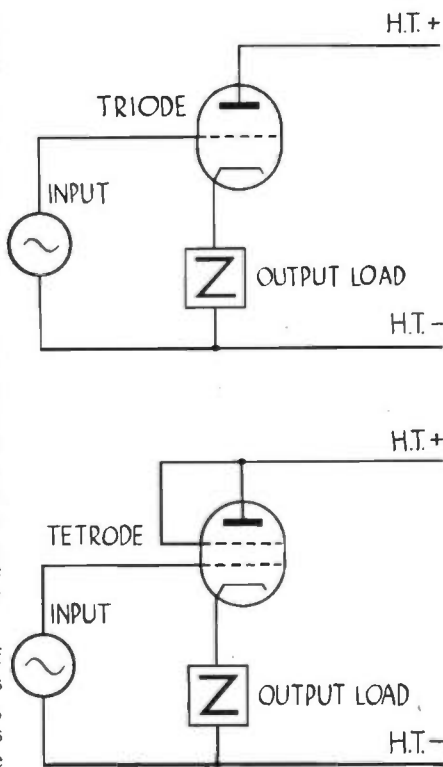 H.T. +
TRIODE
INPUT
Z
OUTPUT LOAD
H.T. −
H.T. +
TETRODE
INPUT
Z
OUTPUT LOAD
H.T. −